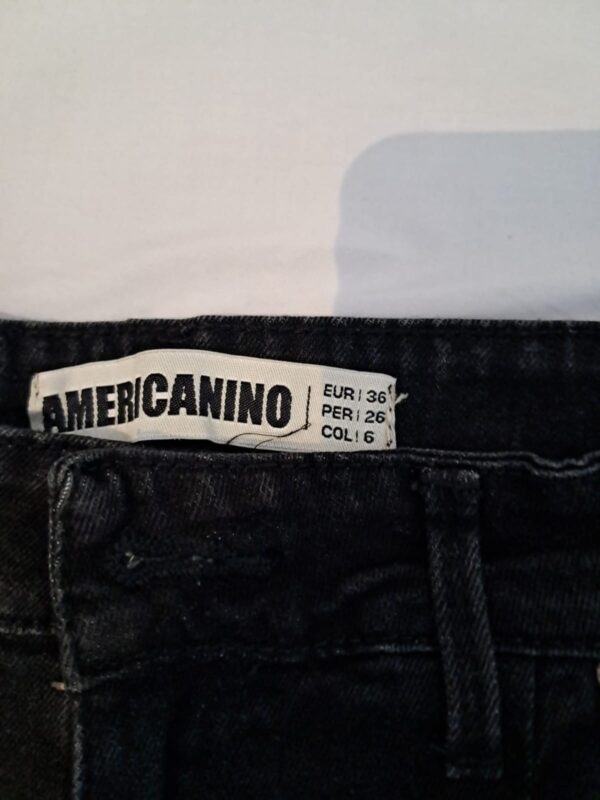 AMERICANINO
EUR | 36
PER | 26
COL | 6